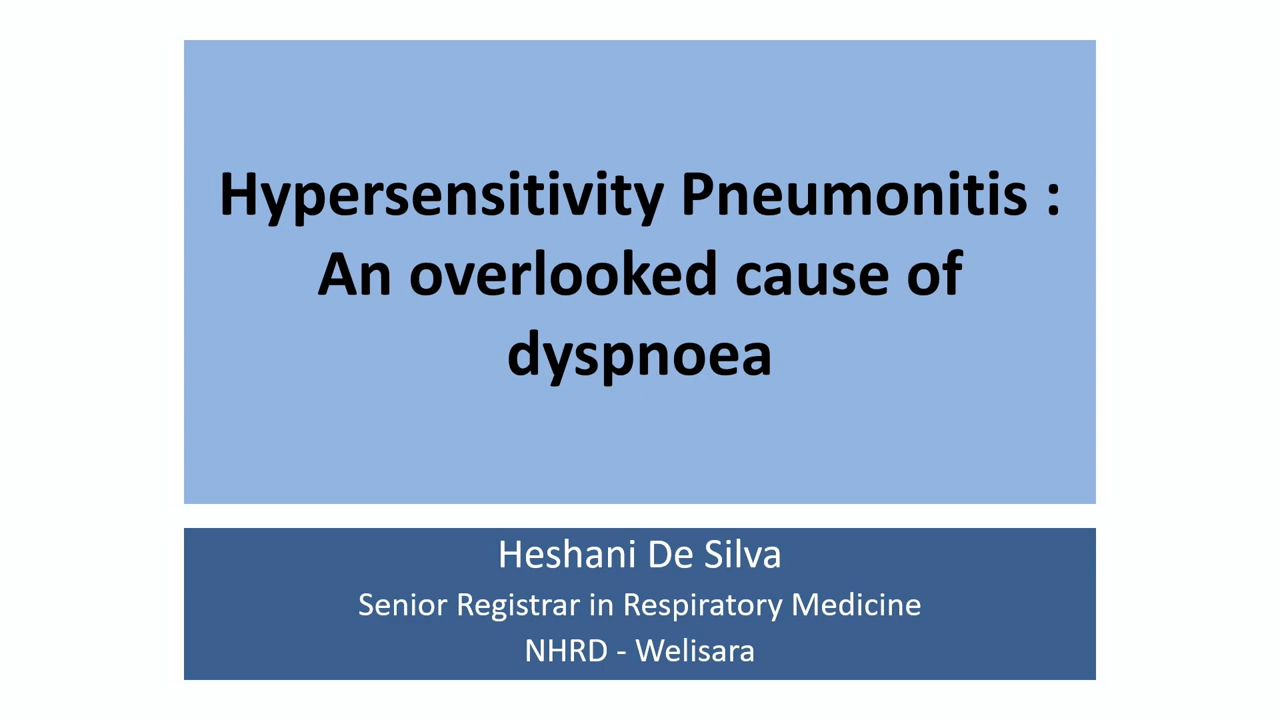 Hypersensitivity Pneumonitis :
An overlooked cause of
dyspnoea
Heshani De Silva
Senior Registrar in Respiratory Medicine
NHRD - Welisara